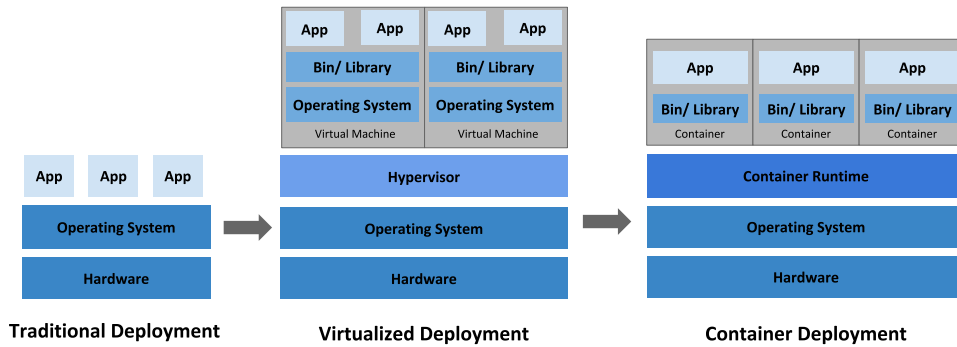 App
App
App
Operating System
Hardware
Traditional Deployment
App
App
Bin/ Library
Operating System
Virtual Machine
App
App
Bin/ Library
Operating System
Virtual Machine
Hypervisor
Operating System
Hardware
Virtualized Deployment
App
Bin/ Library
Container
App
Bin/ Library
Container
App
Bin/ Library
Container
Container Runtime
Operating System
Hardware
Container Deployment